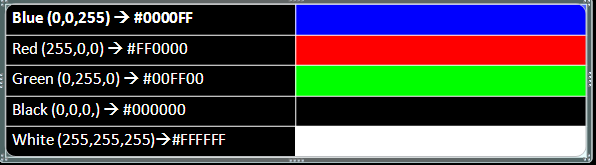 Blue (0,0,255) → #0000FF
Red (255,0,0) → #FF0000
Green (0,255,0) → #00FF00
Black (0,0,0,) → #000000
White (255,255,255)→#FFFFFF